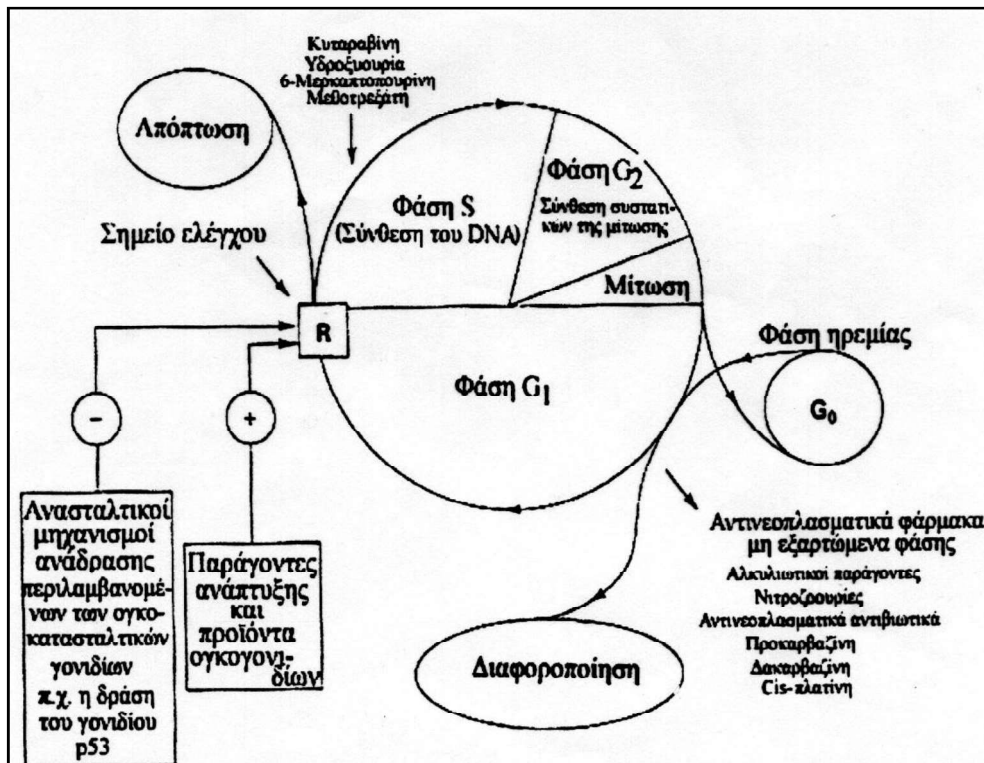 Κυταραβίνη
Υδροξυουρία
6-Μερκαπτοπουρίνη
Μεθοτρεξάτη
Απόπτωση
Φάση G2
Σύνθεση συστατι-
κών της μίτωσης
Φάση S
(Σύνθεση του DNA)
Σημείο ελέγχου
Μίτωση
R
Φάση ηρεμίας
Φάση G1
G0
−
+
Ανασταλτικοί
μηχανισμοί
ανάδρασης
περιλαμβανομέ-
νων των ογκο-
κατασταλτικών
γονιδίων
π.χ. η δράση
του γονιδίου
p53
Παράγοντες
ανάπτυξης
και
προϊόντα
ογκογονι-
δίων
Διαφοροποίηση
Αντινεοπλασματικά φάρμακα
μη εξαρτώμενα φάσης
Αλκυλιωτικοί παράγοντες
Νιτροζουρίες
Αντινεοπλασματικά αντιβιωτικά
Προκαρβαζίνη
Δακαρβαζίνη
Cis-πλατίνη